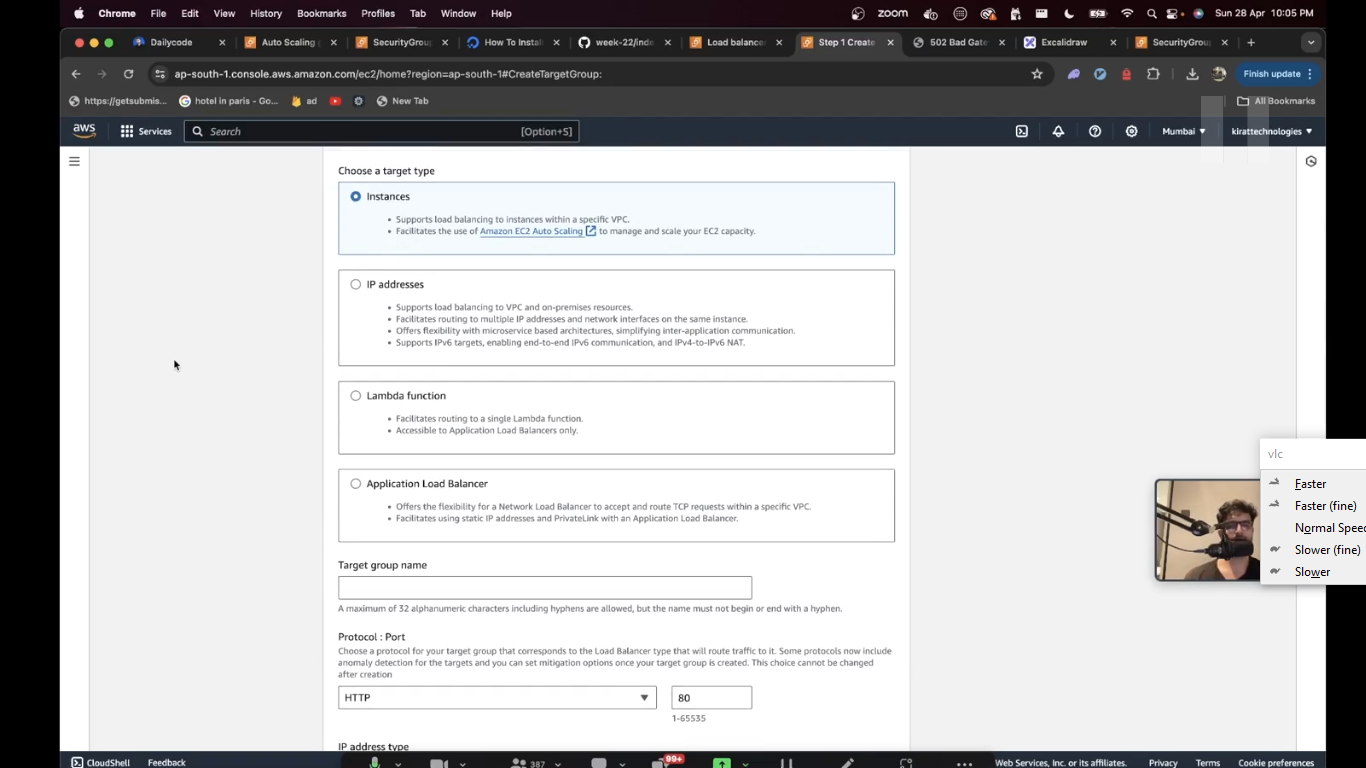 Chrome File Edit View History Bookmarks Profiles Tab Window Help zoom Sun 28 Apr 10:05 PM
Dailycode Auto Scaling g SecurityGroup How To Install week-22/inde Load balancer Step 1 Create 502 Bad Gate Excalidraw SecurityGroup
ap-south-1.console.aws.amazon.com/ec2/home?region=ap-south-1#CreateTargetGroup: Finish update
https://getsubmis... hotel in paris - Go... ad New Tab All Bookmarks
aws Services Search [Option+S] Mumbai ▼ kirattechnologies ▼
Choose a target type
Instances
• Supports load balancing to instances within a specific VPC.
• Facilitates the use of Amazon EC2 Auto Scaling to manage and scale your EC2 capacity.
IP addresses
• Supports load balancing to VPC and on-premises resources.
• Facilitates routing to multiple IP addresses and network interfaces on the same instance.
• Offers flexibility with microservice based architectures, simplifying inter-application communication.
• Supports IPv6 targets, enabling end-to-end IPv6 communication, and IPv4-to-IPv6 NAT.
Lambda function
• Facilitates routing to a single Lambda function.
• Accessible to Application Load Balancers only.
Application Load Balancer
• Offers the flexibility for a Network Load Balancer to accept and route TCP requests within a specific VPC.
• Facilitates using static IP addresses and PrivateLink with an Application Load Balancer.
Target group name
A maximum of 32 alphanumeric characters including hyphens are allowed, but the name must not begin or end with a hyphen.
Protocol : Port
Choose a protocol for your target group that corresponds to the Load Balancer type that will route traffic to it. Some protocols now include
anomaly detection for the targets and you can set mitigation options once your target group is created. This choice cannot be changed
after creation
HTTP 80
1-65535
IP address type
vlc
Faster
Faster (fine)
Normal Spee
Slower (fine)
Slower
CloudShell Feedback 387 99+ Web Services, Inc. or its affiliates. Privacy Terms Cookie preferences